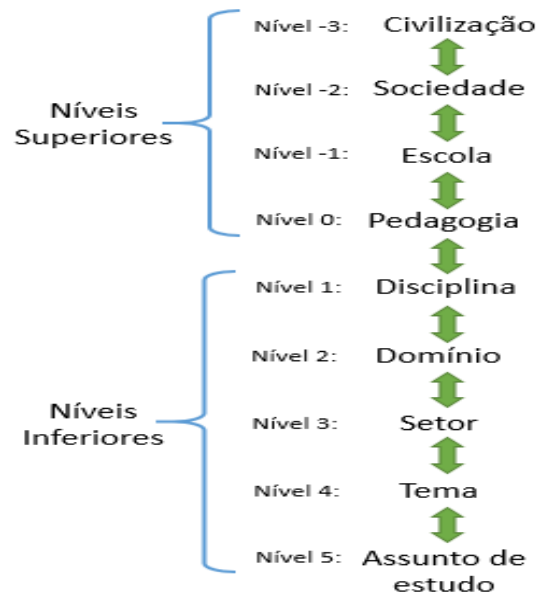 Níveis
Superiores
Nível -3: Civilização
Nível -2: Sociedade
Nível -1: Escola
Nível 0: Pedagogia
Níveis
Inferiores
Nível 1: Disciplina
Nível 2: Domínio
Nível 3: Setor
Nível 4: Tema
Nível 5: Assunto de
estudo